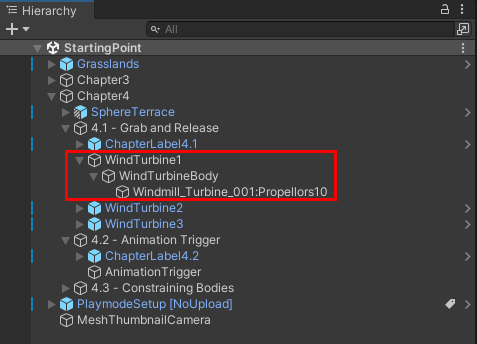 Hierarchy
All
StartingPoint
Grasslands
Chapter3
Chapter4
SphereTerrace
4.1 - Grab and Release
ChapterLabel4.1
WindTurbine1
WindTurbineBody
Windmill_Turbine_001:Propellors10
WindTurbine2
WindTurbine3
4.2 - Animation Trigger
ChapterLabel4.2
AnimationTrigger
4.3 - Constraining Bodies
PlaymodeSetup [NoUpload]
MeshThumbnailCamera